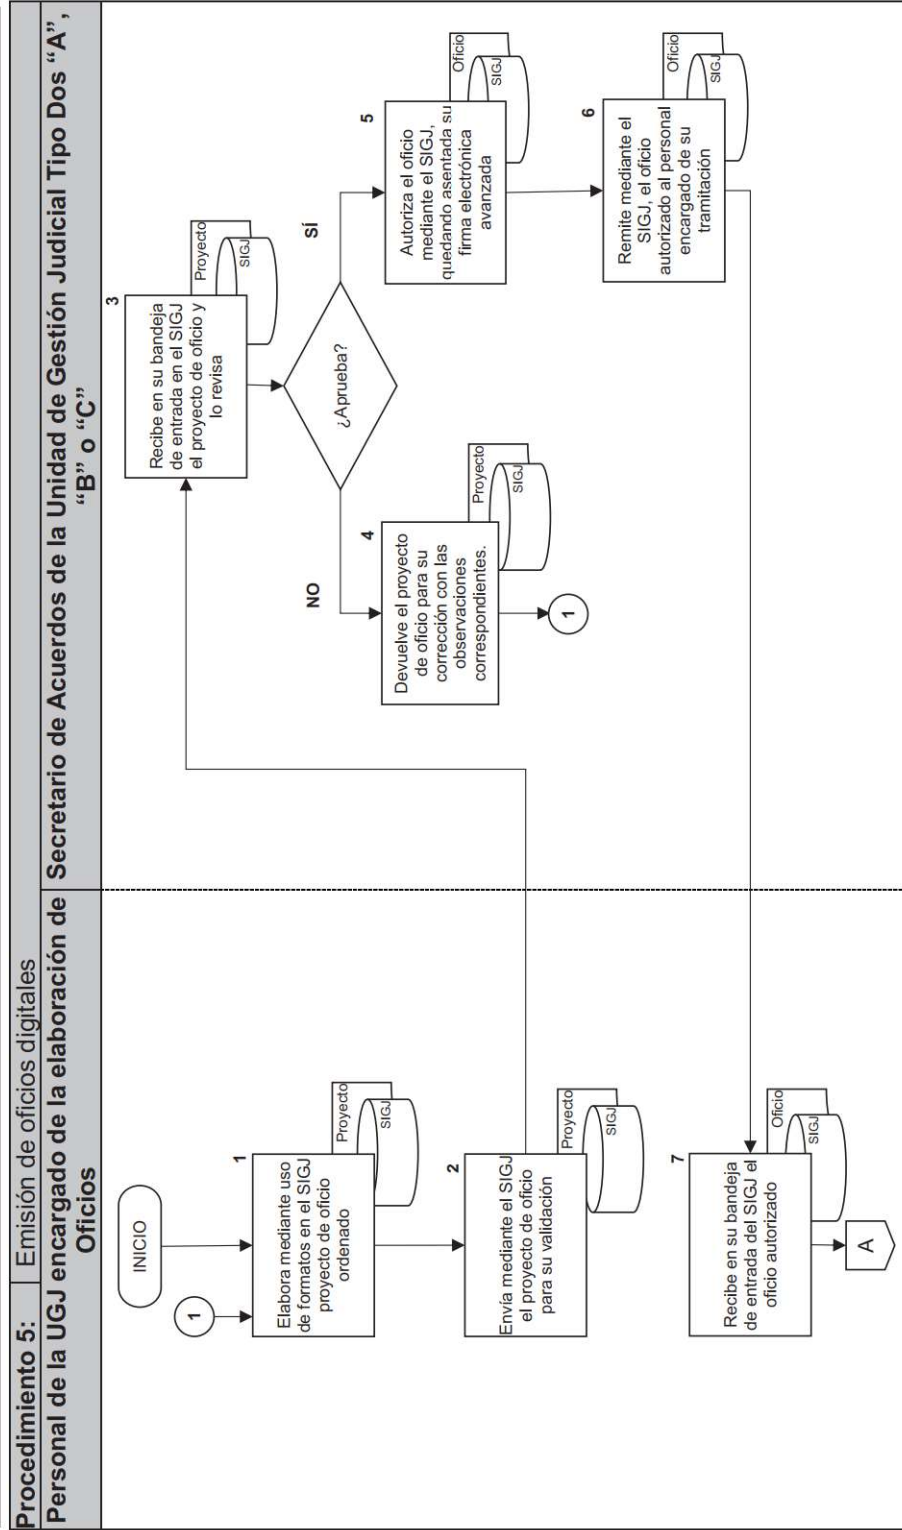 Procedimiento 5:
Emisión de oficios digitales
Personal de la UGJ encargado de la elaboración de
Oficios
Secretario de Acuerdos de la Unidad de Gestión Judicial Tipo Dos “A”,
“B” o “C”
INICIO
1
1
Elabora mediante uso
de formatos en el SIGJ
proyecto de oficio
ordenado
Proyecto
SIGJ
2
Envía mediante el SIGJ
el proyecto de oficio
para su validación
Proyecto
SIGJ
3
Recibe en su bandeja
de entrada en el SIGJ
el proyecto de oficio y
lo revisa
Proyecto
SIGJ
¿Aprueba?
NO
SÍ
4
Devuelve el proyecto
de oficio para su
corrección con las
observaciones
correspondientes.
Proyecto
SIGJ
1
5
Autoriza el oficio
mediante el SIGJ,
quedando asentada su
firma electrónica
avanzada
Oficio
SIGJ
6
Remite mediante el
SIGJ, el oficio
autorizado al personal
encargado de su
tramitación
Oficio
SIGJ
7
Recibe en su bandeja
de entrada del SIGJ el
oficio autorizado
Oficio
SIGJ
A